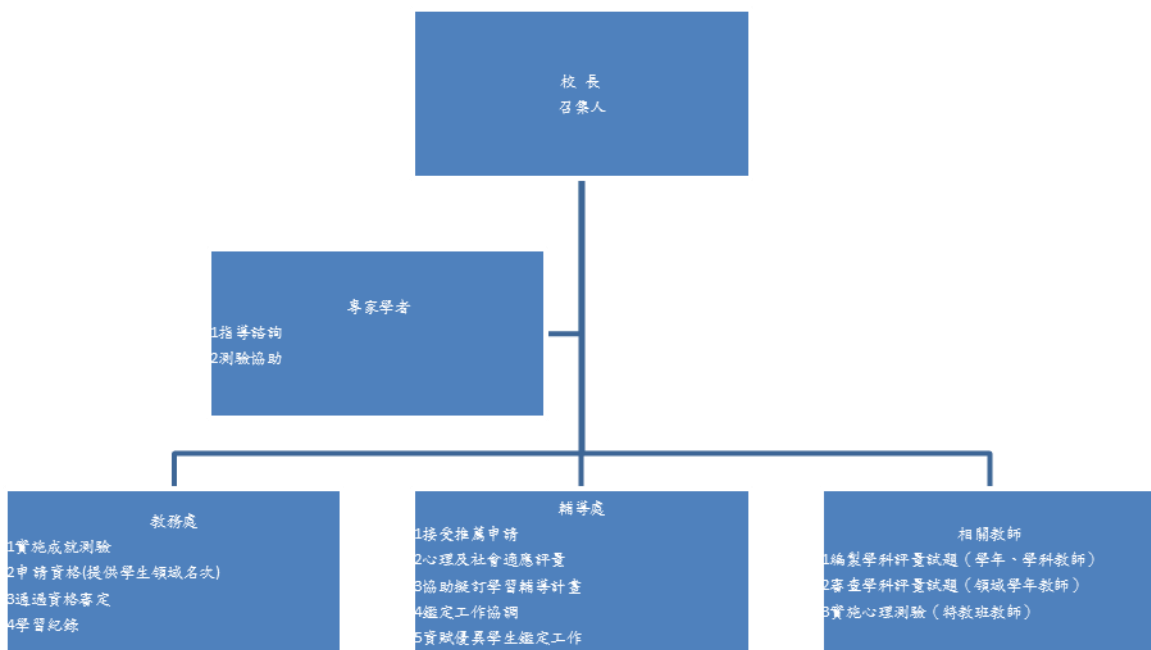 校 長
召集人
專家學者
1指導諮詢
2測驗協助
教務處
1實施成就測驗
2申請資格(提供學生領域名次)
3通過資格審定
4學習紀錄
輔導處
1接受推薦申請
2心理及社會適應評量
3協助擬訂學習輔導計畫
4鑑定工作協調
5資賦優異學生鑑定工作
相關教師
1編製學科評量試題（學年、學科教師）
2審查學科評量試題（領域學年教師）
3實施心理測驗（特教班教師）